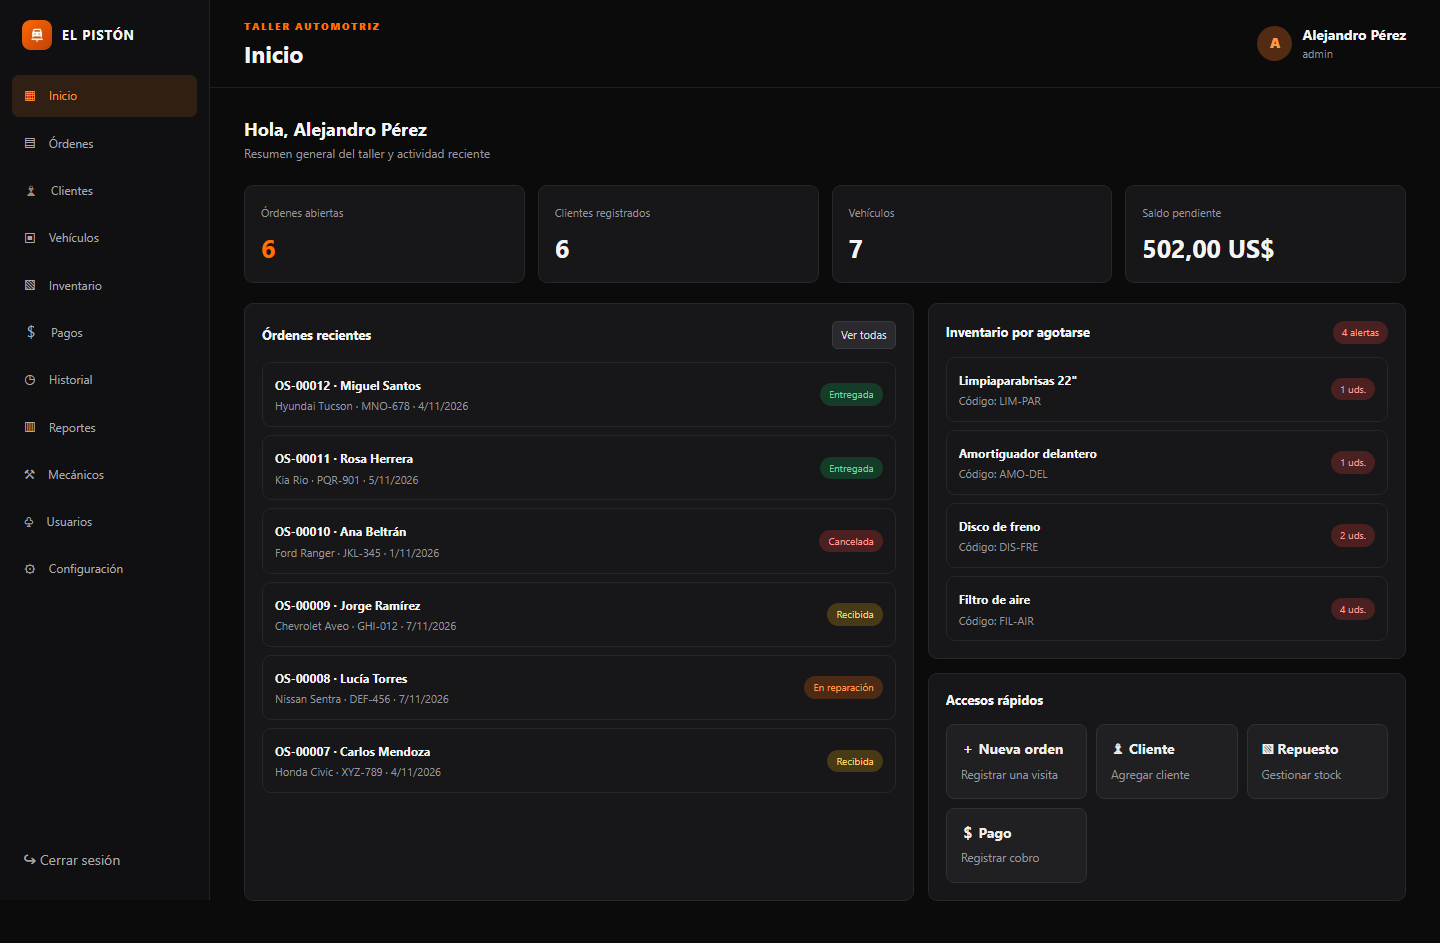 EL PISTÓN
Inicio
Órdenes
Clientes
Vehículos
Inventario
$ Pagos
Historial
Reportes
Mecánicos
Usuarios
Configuración
Cerrar sesión
TALLER AUTOMOTRIZ
Inicio
A
Alejandro Pérez
admin
Hola, Alejandro Pérez
Resumen general del taller y actividad reciente
Órdenes abiertas
6
Clientes registrados
6
Vehículos
7
Saldo pendiente
502,00 US$
Órdenes recientes
Ver todas
OS-00012 · Miguel Santos
Hyundai Tucson · MNO-678 · 4/11/2026
Entregada
OS-00011 · Rosa Herrera
Kia Rio · PQR-901 · 5/11/2026
Entregada
OS-00010 · Ana Beltrán
Ford Ranger · JKL-345 · 1/11/2026
Cancelada
OS-00009 · Jorge Ramírez
Chevrolet Aveo · GHI-012 · 7/11/2026
Recibida
OS-00008 · Lucía Torres
Nissan Sentra · DEF-456 · 7/11/2026
En reparación
OS-00007 · Carlos Mendoza
Honda Civic · XYZ-789 · 4/11/2026
Recibida
Inventario por agotarse
4 alertas
Limpiaparabrisas 22"
Código: LIM-PAR
1 uds.
Amortiguador delantero
Código: AMO-DEL
1 uds.
Disco de freno
Código: DIS-FRE
2 uds.
Filtro de aire
Código: FIL-AIR
4 uds.
Accesos rápidos
+ Nueva orden
Registrar una visita
Cliente
Agregar cliente
Repuesto
Gestionar stock
$ Pago
Registrar cobro